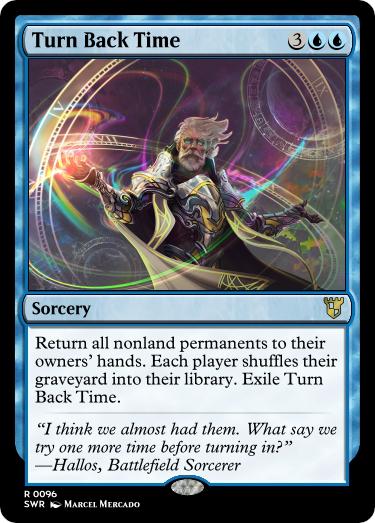 Turn Back Time 3
Sorcery
Return all nonland permanents to their
owners’ hands. Each player shuffles their
graveyard into their library. Exile Turn
Back Time.
“I think we almost had them. What say we
try one more time before turning in?”
—Hallos, Battlefield Sorcerer
R 0096
SWR Marcel Mercado